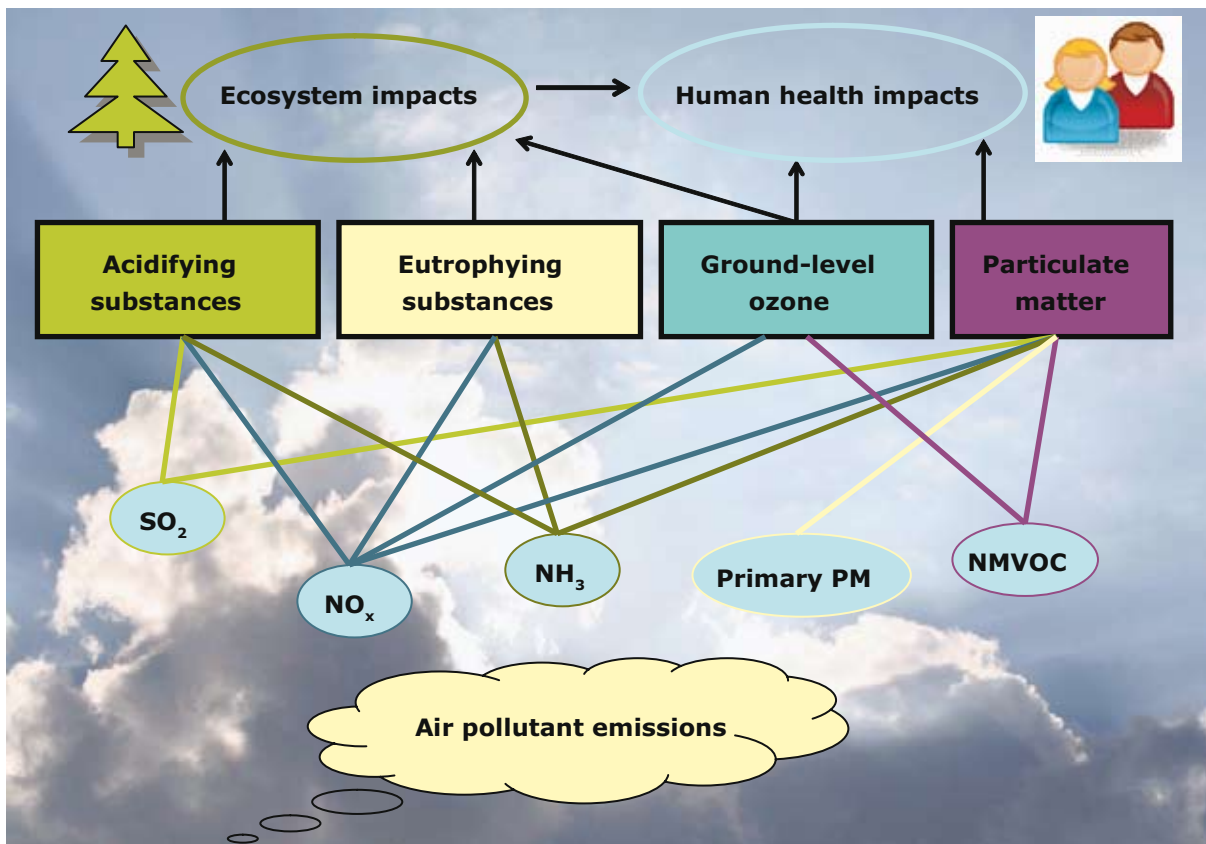 Ecosystem impacts
Human health impacts
Acidifying
substances
Eutrophying
substances
Ground-level
ozone
Particulate
matter
SO₂
NOₓ
NH₃
Primary PM
NMVOC
Air pollutant emissions